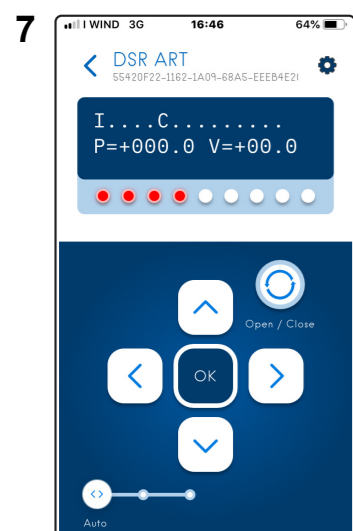 7
I WIND 3G 16:46 64%
DSR ART
55420F22-1162-1A09-68A5-EEEB4E2
I....C.........
P=+000.0 V=+00.0
Open / Close
OK
Auto